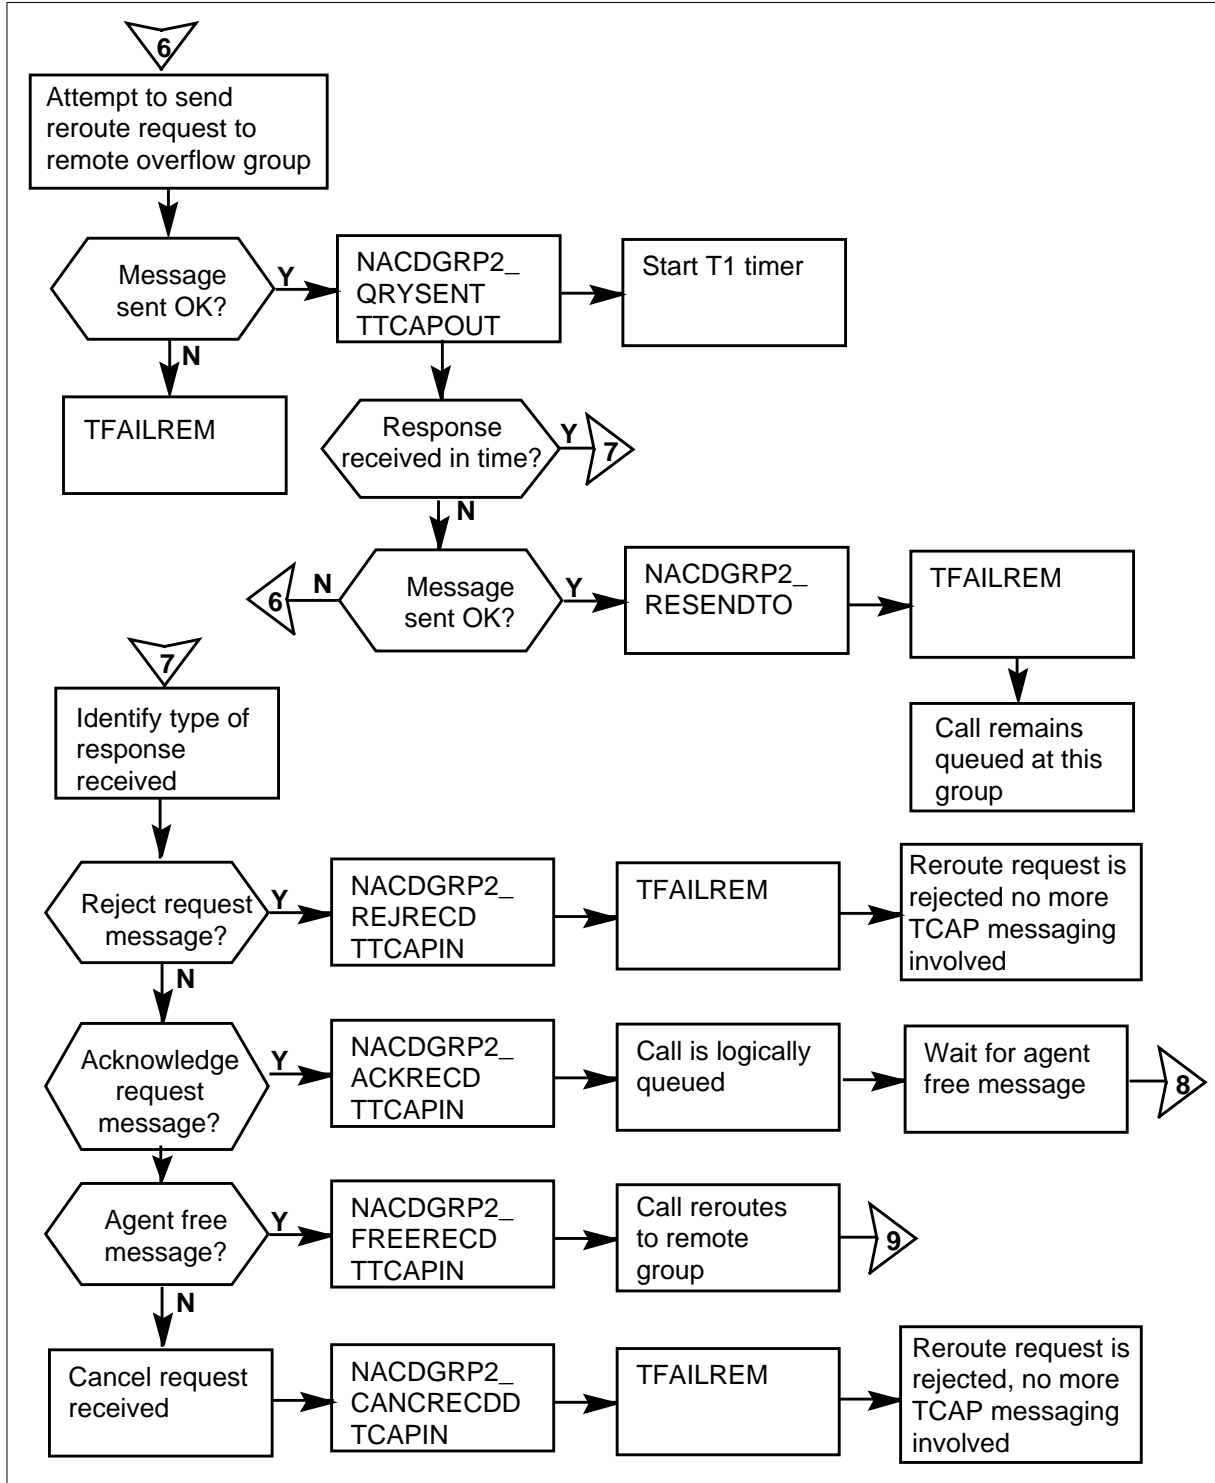 6
Attempt to send
reroute request to
remote overflow group
Message
sent OK?
Y
NACDGRP2_
QRYSENT
TTCAPOUT
Start T1 timer
N
TFAILREM
Response
received in time?
Y
7
N
6
N
Message
sent OK?
Y
NACDGRP2_
RESENDTO
TFAILREM
Call remains
queued at this
group
7
Identify type of
response
received
Reject request
message?
Y
NACDGRP2_
REJRECD
TTCAPIN
TFAILREM
Reroute request is
rejected no more
TCAP messaging
involved
N
Acknowledge
request
message?
Y
NACDGRP2_
ACKRECD
TTCAPIN
Call is logically
queued
Wait for agent
free message
8
Agent free
message?
Y
NACDGRP2_
FREERECD
TTCAPIN
Call reroutes
to remote
group
9
N
Cancel request
received
NACDGRP2_
CANCRECDD
TCAPIN
TFAILREM
Reroute request is
rejected, no more
TCAP messaging
involved